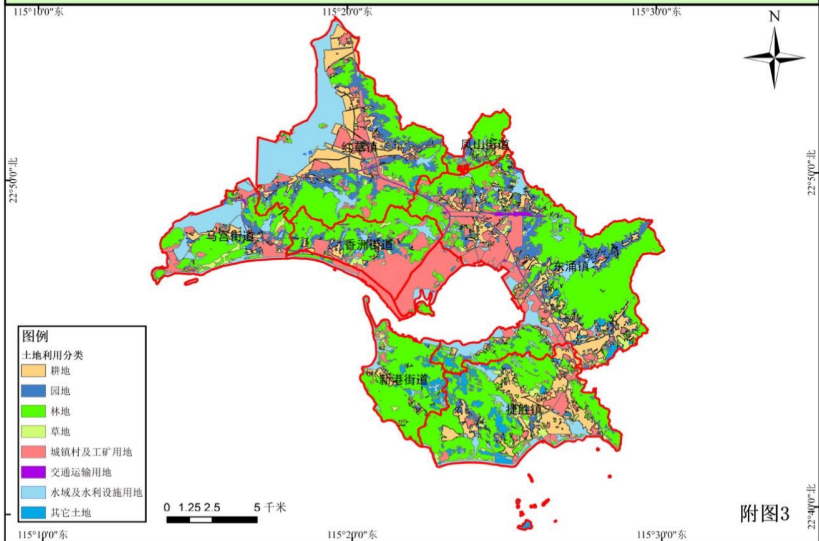 115°10'0"东
115°20'0"东
115°30'0"东
N
22°50'0"北
22°50'0"北
红草镇
凤山街道
马宫街道
香洲街道
东涌镇
新港街道
捷胜镇
图例
土地利用分类
耕地
园地
林地
草地
城镇村及工矿用地
交通运输用地
水域及水利设施用地
其它土地
0 1.25 2.5 5 千米
附图3
22°40'0"北
115°10'0"东
115°20'0"东
115°30'0"东